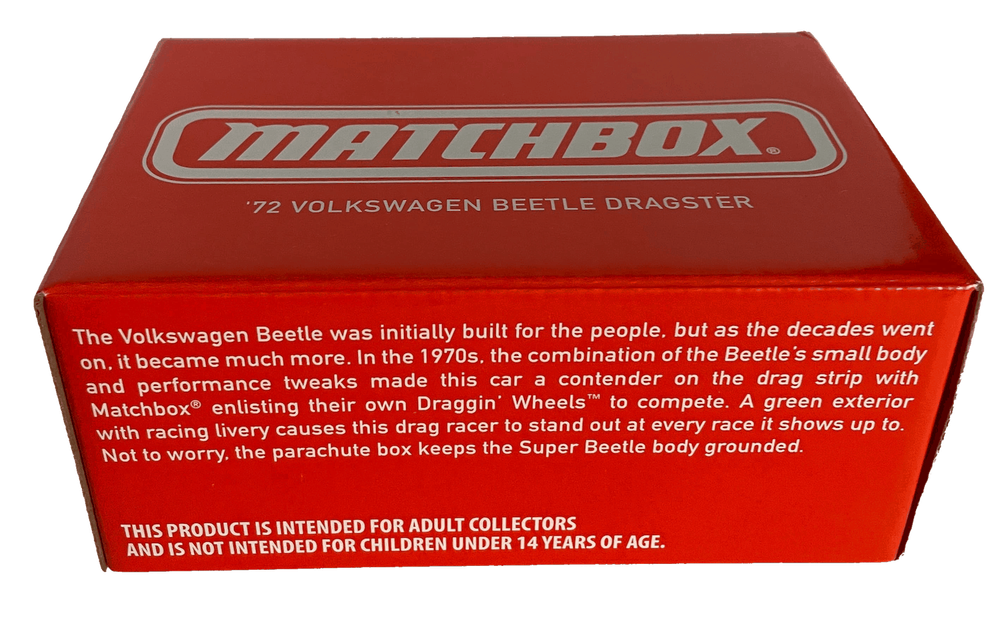 MATCHBOX®
'72 VOLKSWAGEN BEETLE DRAGSTER
The Volkswagen Beetle was initially built for the people, but as the decades went
on, it became much more. In the 1970s, the combination of the Beetle's small body
and performance tweaks made this car a contender on the drag strip with
Matchbox® enlisting their own Draggin' Wheels™ to compete. A green exterior
with racing livery causes this drag racer to stand out at every race it shows up to.
Not to worry, the parachute box keeps the Super Beetle body grounded.
THIS PRODUCT IS INTENDED FOR ADULT COLLECTORS
AND IS NOT INTENDED FOR CHILDREN UNDER 14 YEARS OF AGE.